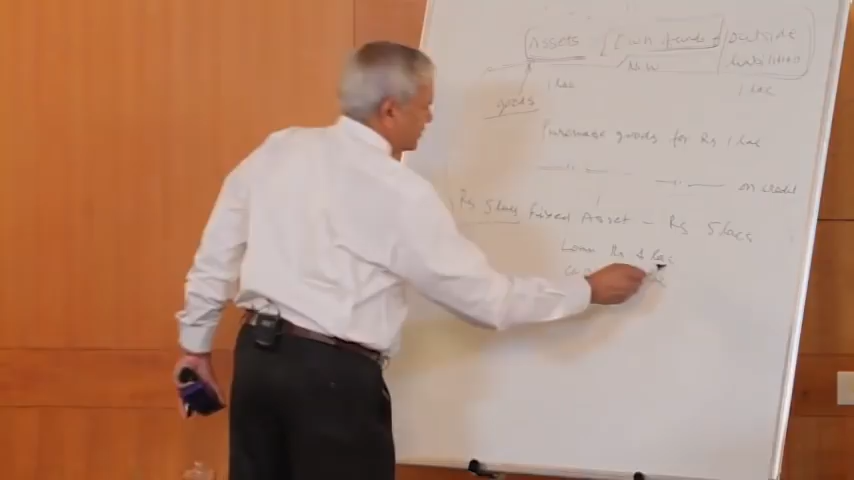 Assets [Own funds + Outside
NW liabilities
1 lac 1 lac
goods
Purchase goods for Rs 1 lac
—"— —"— on credit
Rs 5 lacs Fixed Asset - Rs 5 lacs
Loan Rs 4 lac